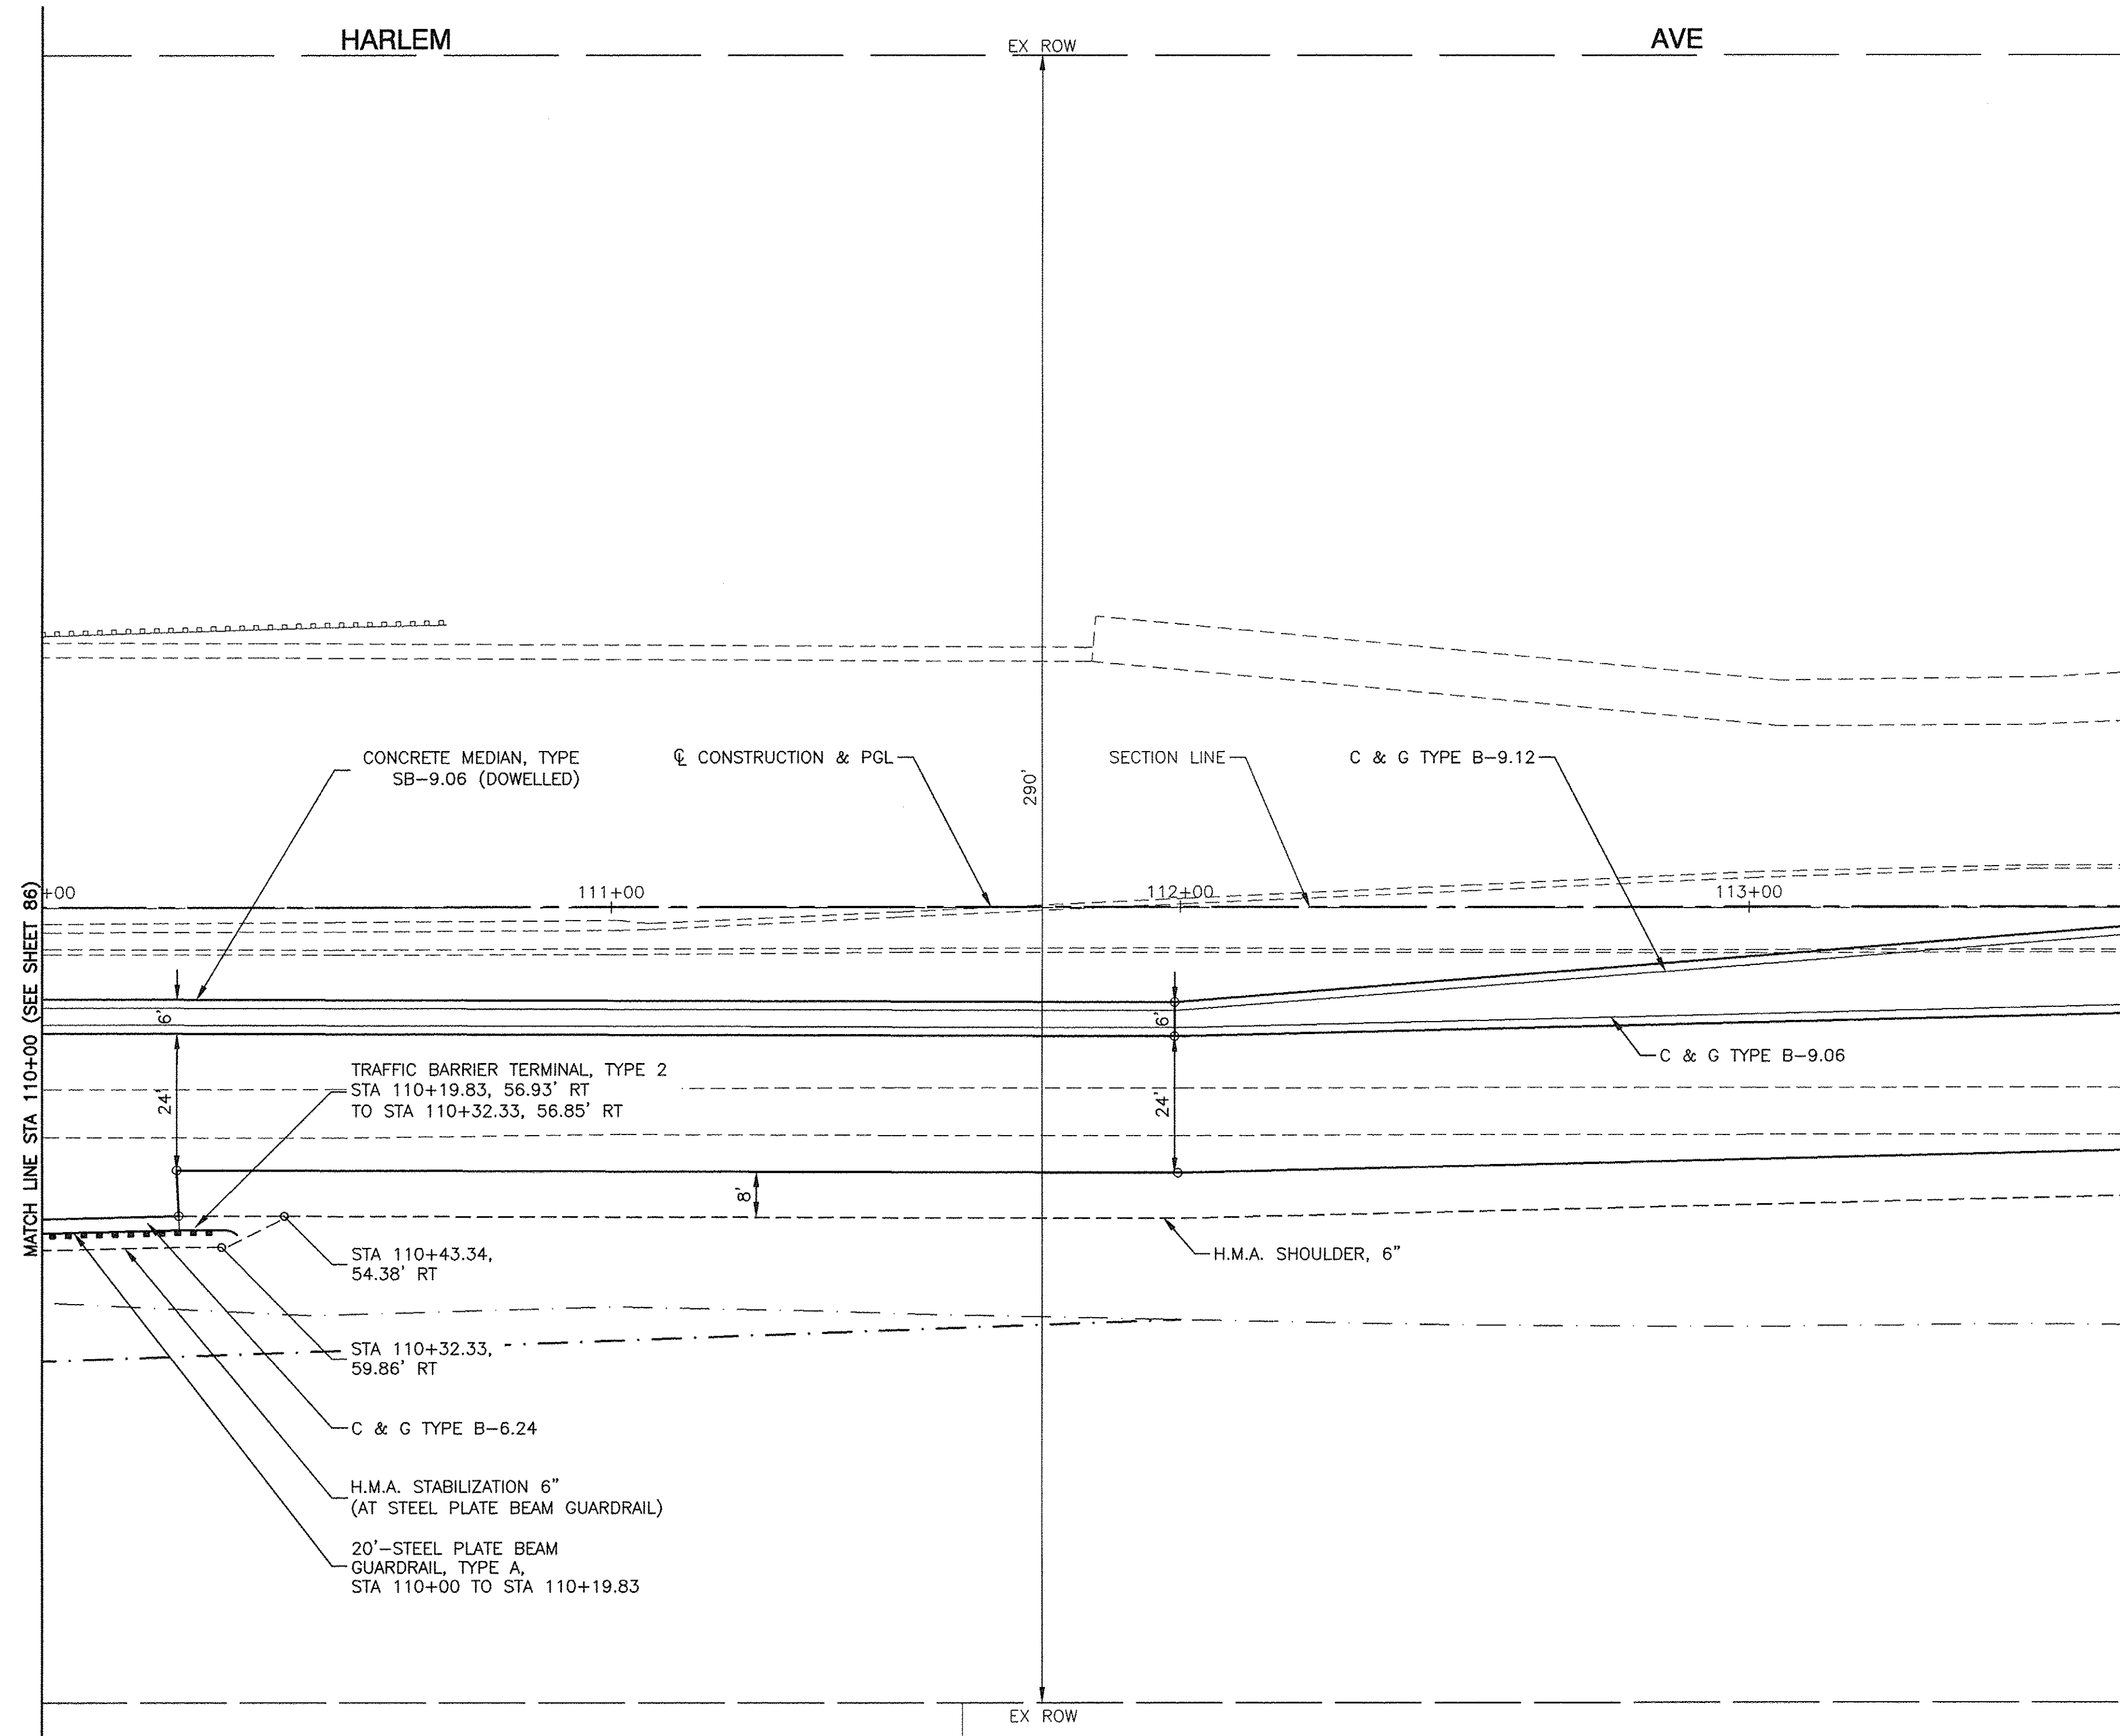 HARLEM
AVE
EX ROW
CONCRETE MEDIAN, TYPE
SB-9.06 (DOWELLED)
℄ CONSTRUCTION & PGL
290'
SECTION LINE
C & G TYPE B-9.12
+00
111+00
112+00
113+00
MATCH LINE STA 110+00 (SEE SHEET 86)
6'
6'
C & G TYPE B-9.06
TRAFFIC BARRIER TERMINAL, TYPE 2
STA 110+19.83, 56.93' RT
TO STA 110+32.33, 56.85' RT
24'
24'
8'
STA 110+43.34,
54.38' RT
H.M.A. SHOULDER, 6"
STA 110+32.33,
59.86' RT
C & G TYPE B-6.24
H.M.A. STABILIZATION 6"
(AT STEEL PLATE BEAM GUARDRAIL)
20'-STEEL PLATE BEAM
GUARDRAIL, TYPE A,
STA 110+00 TO STA 110+19.83
EX ROW